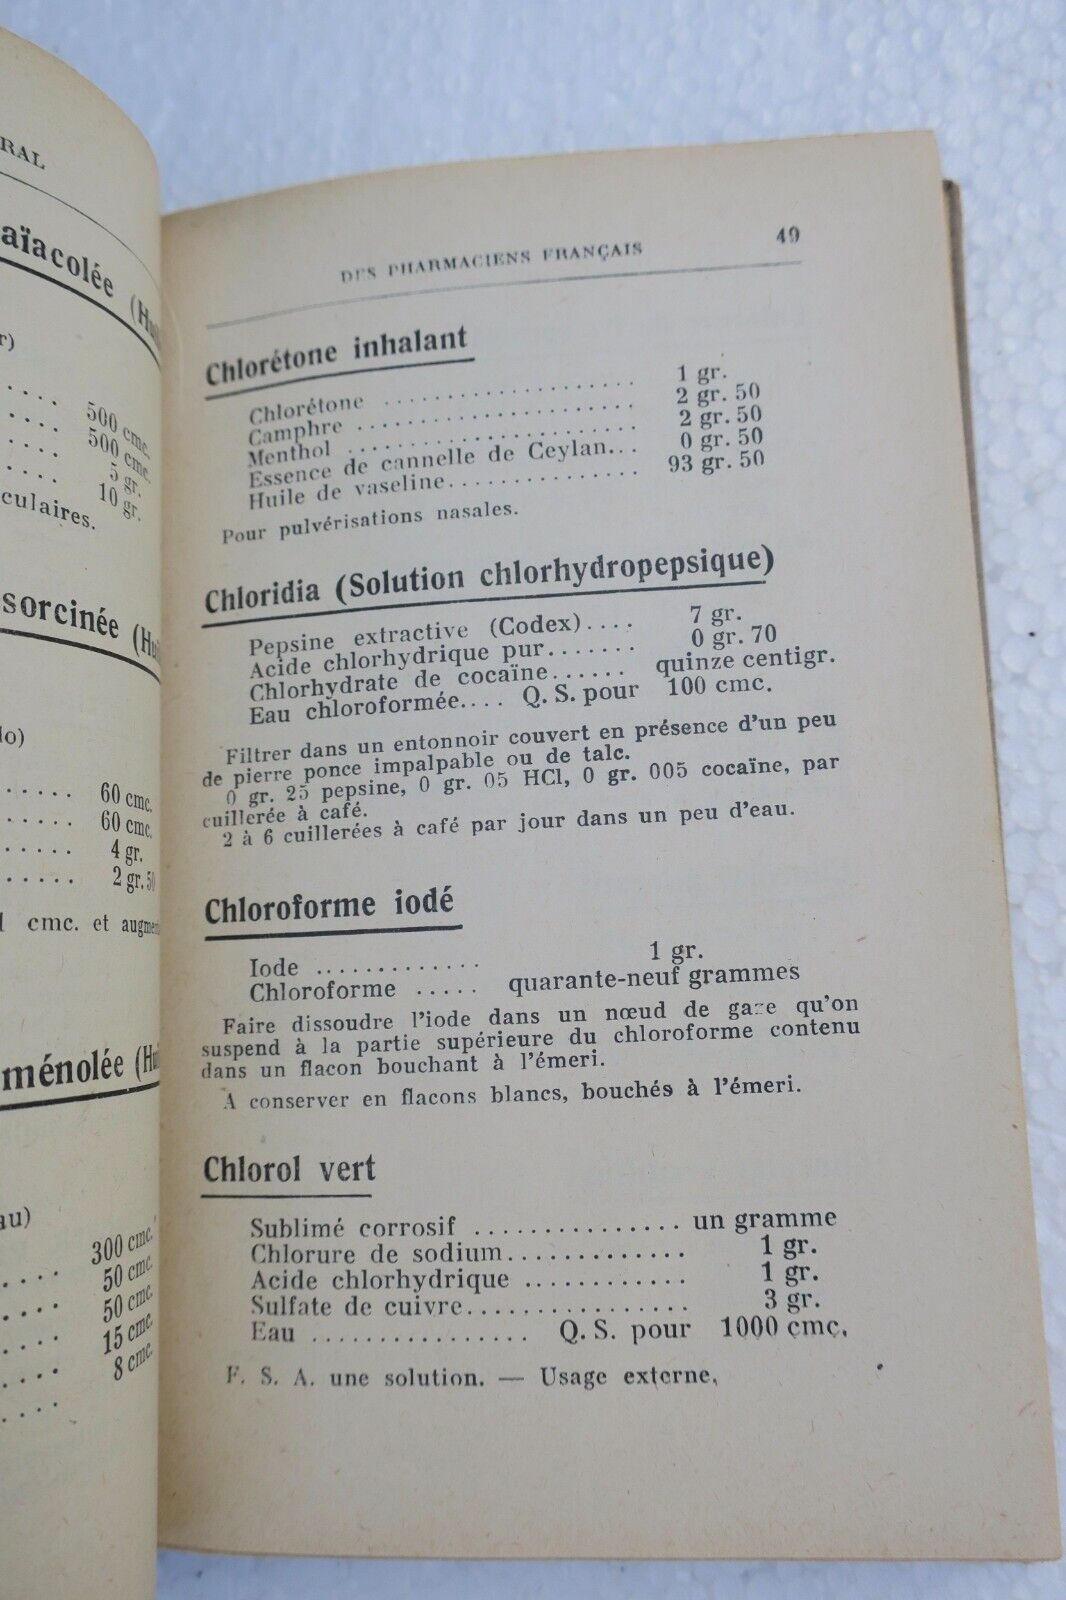 RAL
aïacolée (Hui
r)
. . . 500 cmc.
. . . . 500 cmc.
. . . . 5 gr.
. . . . 10 gr.
culaires.
sorcinée (Hui
lo)
. . . . . 60 cmc.
. . . . . 60 cmc.
. . . . . 4 gr.
. . . . . 2 gr. 50
1 cmc. et augme
ménolée (Hu
au)
300 cmc.
. . . . 50 cmc.
. . . . 50 cmc.
. . . . 15 cmc.
. . . . 8 cmc.
DES PHARMACIENS FRANÇAIS 49
Chlorétone inhalant
Chlorétone .................... 1 gr.
Camphre ...................... 2 gr. 50
Menthol ...................... 2 gr. 50
Essence de cannelle de Ceylan... 0 gr. 50
Huile de vaseline............... 93 gr. 50
Pour pulvérisations nasales.
Chloridia (Solution chlorhydropepsique)
Pepsine extractive (Codex).... 7 gr.
Acide chlorhydrique pur....... 0 gr. 70
Chlorhydrate de cocaïne...... quinze centigr.
Eau chloroformée.... Q. S. pour 100 cmc.
Filtrer dans un entonnoir couvert en présence d'un peu
de pierre ponce impalpable ou de talc.
0 gr. 25 pepsine, 0 gr. 05 HCl, 0 gr. 005 cocaïne, par
cuillerée à café.
2 à 6 cuillerées à café par jour dans un peu d'eau.
Chloroforme iodé
Iode ............. 1 gr.
Chloroforme ..... quarante-neuf grammes
Faire dissoudre l'iode dans un nœud de gaze qu'on
suspend à la partie supérieure du chloroforme contenu
dans un flacon bouchant à l'émeri.
A conserver en flacons blancs, bouchés à l'émeri.
Chlorol vert
Sublimé corrosif ............... un gramme
Chlorure de sodium............. 1 gr.
Acide chlorhydrique ............ 1 gr.
Sulfate de cuivre................ 3 gr.
Eau ................ Q. S. pour 1000 cmc.
F. S. A. une solution. — Usage externe.